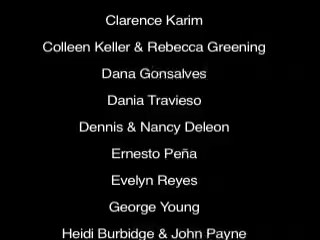 Clarence Karim
Colleen Keller & Rebecca Greening
Dana Gonsalves
Dania Travieso
Dennis & Nancy Deleon
Ernesto Peña
Evelyn Reyes
George Young
Heidi Burbidge & John Payne